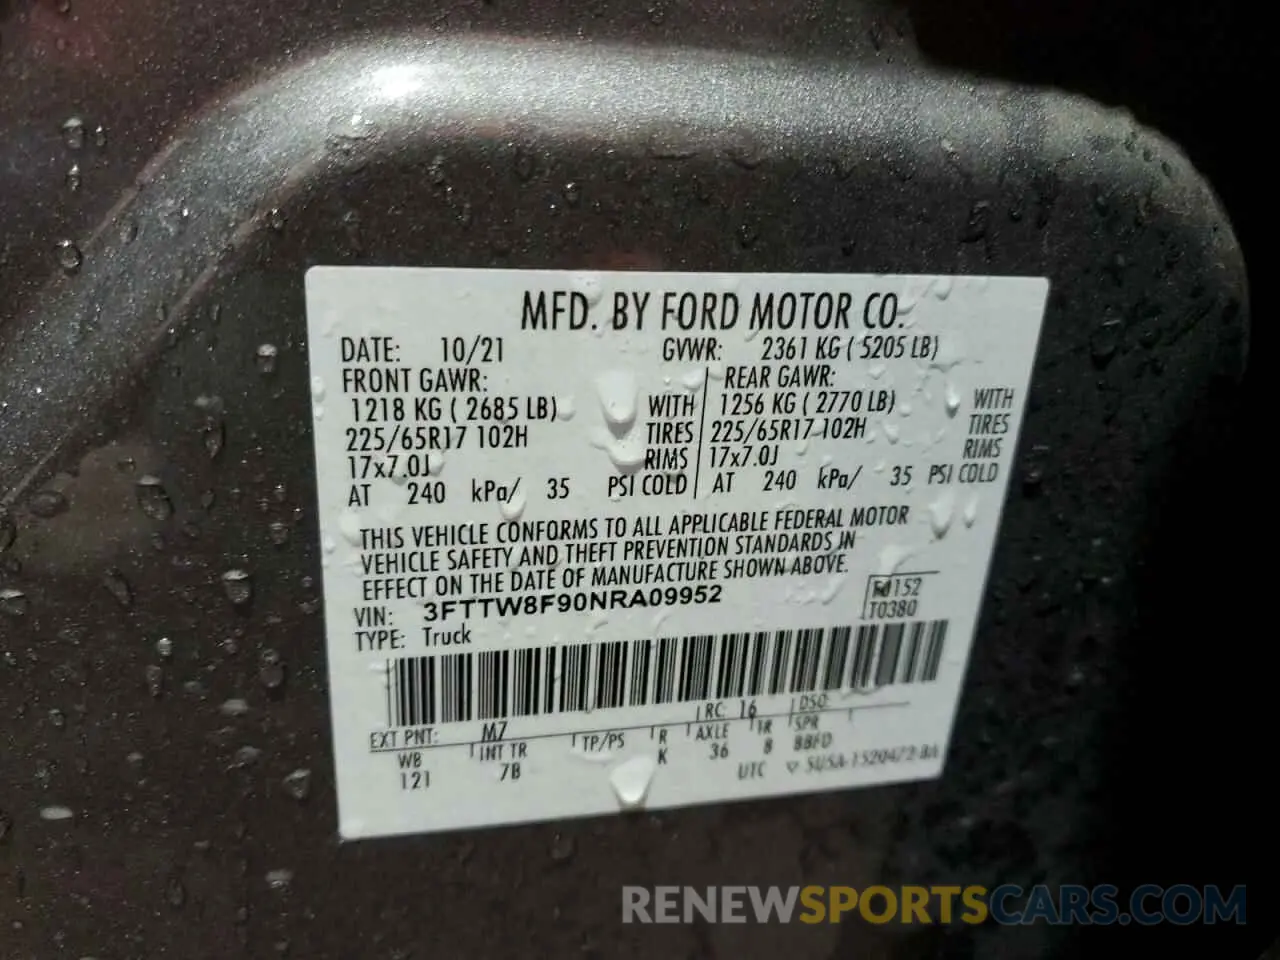 MFD. BY FORD MOTOR CO.
DATE: 10/21 GVWR: 2361 KG ( 5205 LB)
FRONT GAWR: REAR GAWR:
1218 KG ( 2685 LB) WITH 1256 KG ( 2770 LB) WITH
225/65R17 102H TIRES 225/65R17 102H TIRES
17x7.0J RIMS 17x7.0J RIMS
AT 240 kPa/ 35 PSI COLD AT 240 kPa/ 35 PSI COLD
THIS VEHICLE CONFORMS TO ALL APPLICABLE FEDERAL MOTOR
VEHICLE SAFETY AND THEFT PREVENTION STANDARDS IN
EFFECT ON THE DATE OF MANUFACTURE SHOWN ABOVE.
VIN: 3FTTW8F90NRA09952
TYPE: Truck
T0380
EXT PNT: M7 RC: 16 DSO:
WB INT TR TP/PS R AXLE TR SPR
121 7B K 36 8 BBFD
UTC SUSA-1520472-BA
RENEWSPORTSCARS.COM